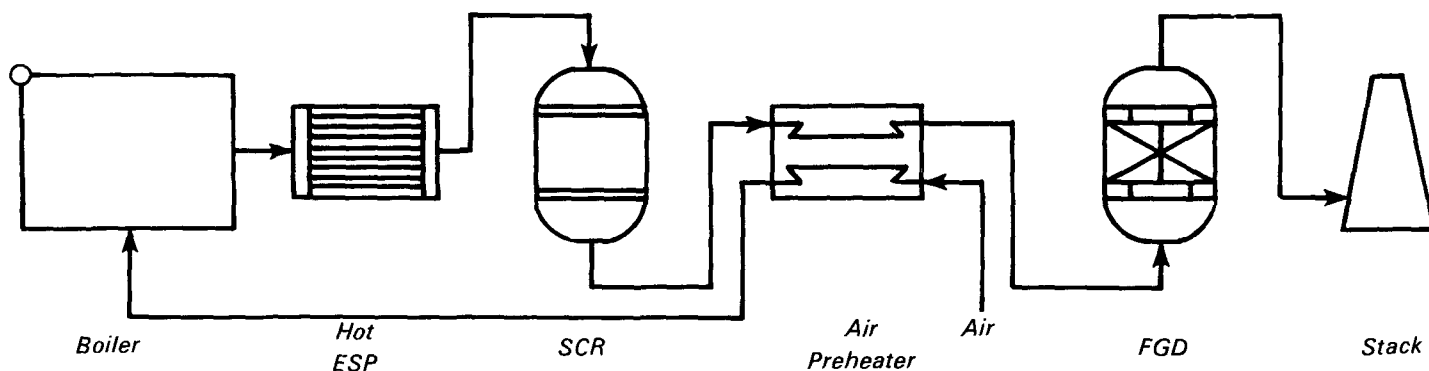 Boiler
Hot
ESP
SCR
Air
Preheater
Air
FGD
Stack